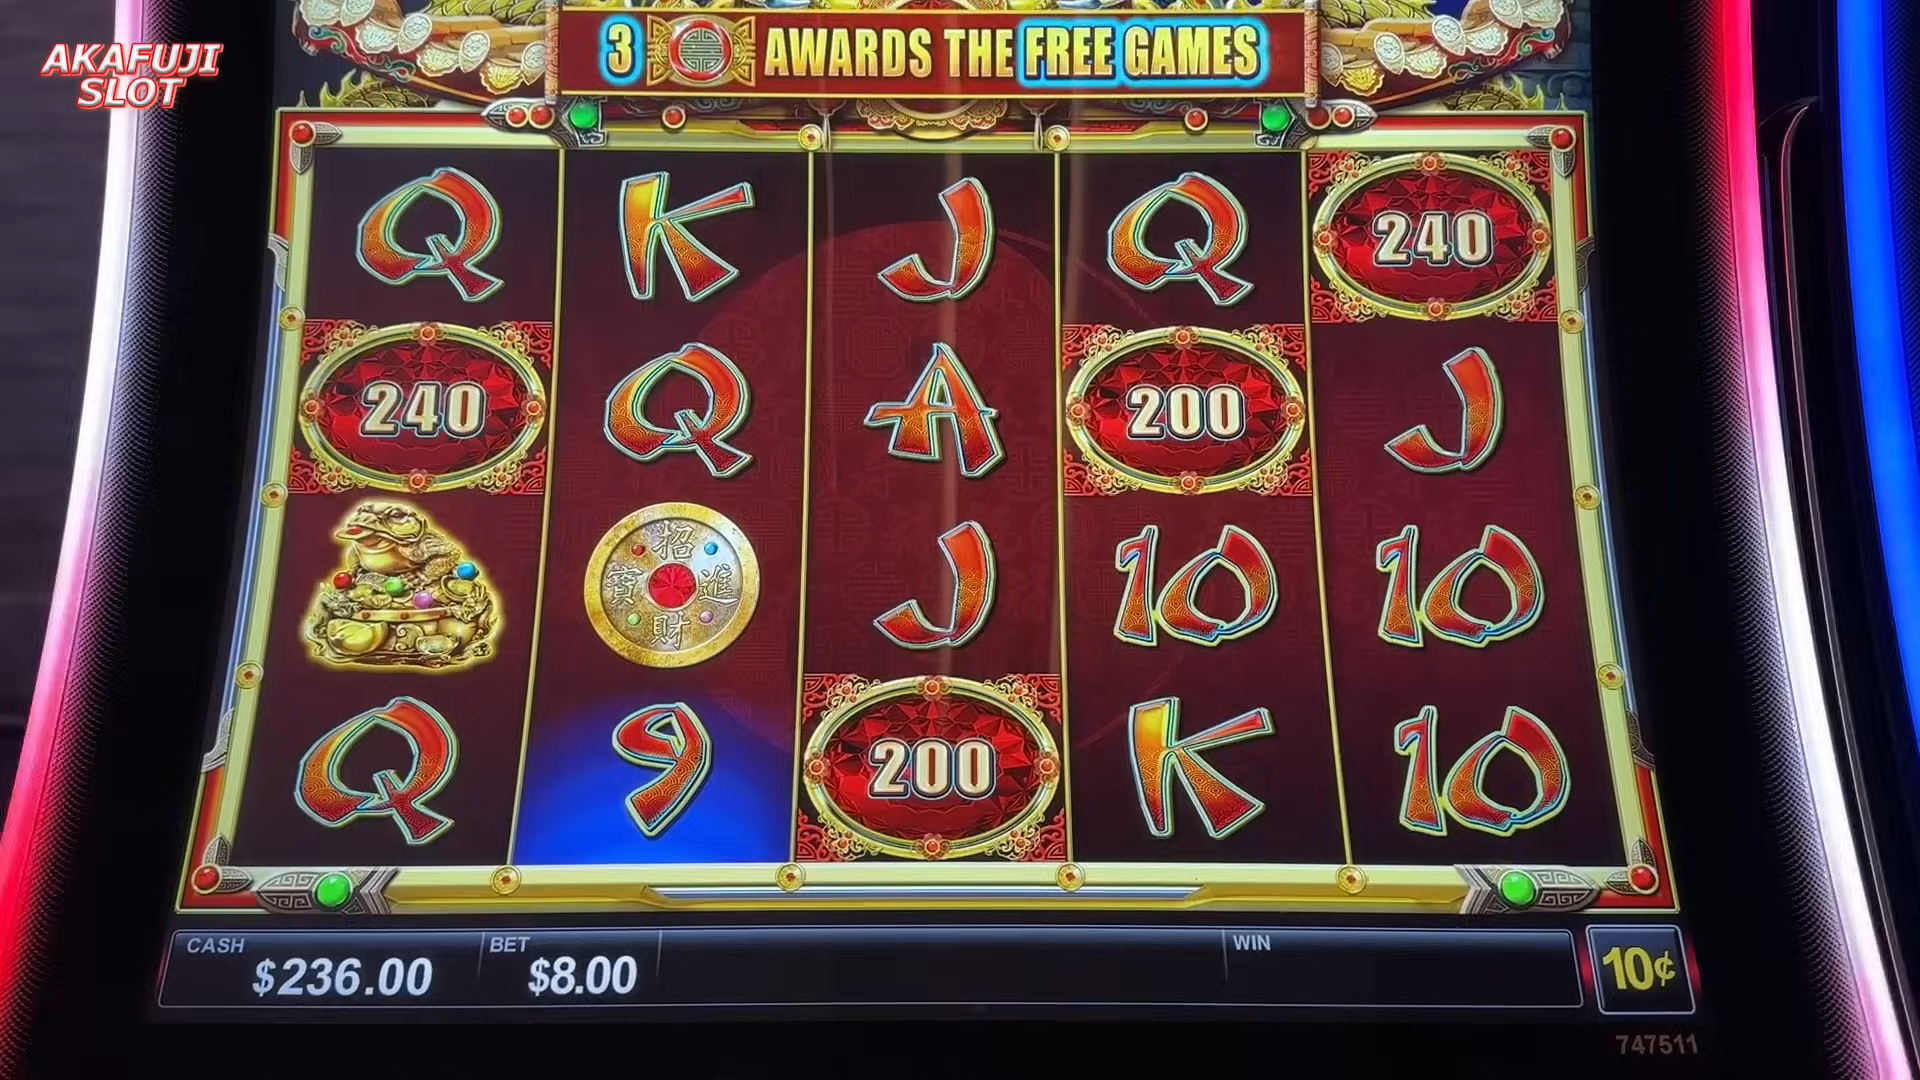 AKAFUJI
SLOT
3 AWARDS THE FREE GAMES
Q K J Q 240
240 Q A 200 J
招
寶 進
財
J 10 10
Q 9 200 K 10
CASH $236.00
BET $8.00
WIN
10¢
747511